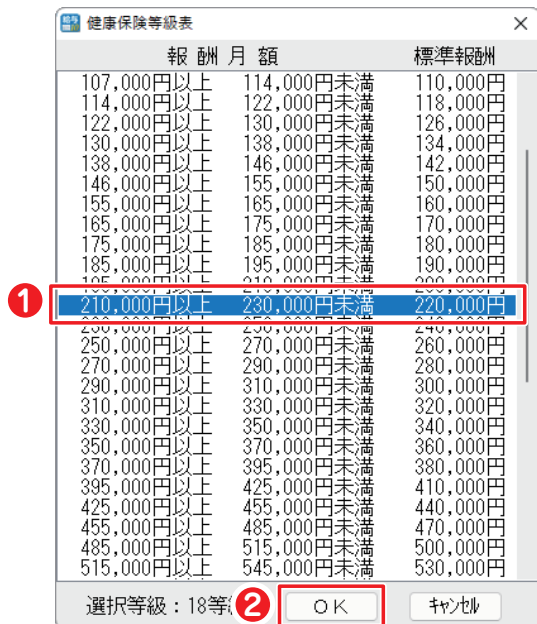 給与
健康保険等級表
報 酬 月 額 標準報酬
107,000円以上 114,000円未満 110,000円
114,000円以上 122,000円未満 118,000円
122,000円以上 130,000円未満 126,000円
130,000円以上 138,000円未満 134,000円
138,000円以上 146,000円未満 142,000円
146,000円以上 155,000円未満 150,000円
155,000円以上 165,000円未満 160,000円
165,000円以上 175,000円未満 170,000円
175,000円以上 185,000円未満 180,000円
185,000円以上 195,000円未満 190,000円
1
210,000円以上 230,000円未満 220,000円
230,000円以上 250,000円未満 240,000円
250,000円以上 270,000円未満 260,000円
270,000円以上 290,000円未満 280,000円
290,000円以上 310,000円未満 300,000円
310,000円以上 330,000円未満 320,000円
330,000円以上 350,000円未満 340,000円
350,000円以上 370,000円未満 360,000円
370,000円以上 395,000円未満 380,000円
395,000円以上 425,000円未満 410,000円
425,000円以上 455,000円未満 440,000円
455,000円以上 485,000円未満 470,000円
485,000円以上 515,000円未満 500,000円
515,000円以上 545,000円未満 530,000円
選択等級：18等 2 ＯＫ ｷｬﾝｾﾙ